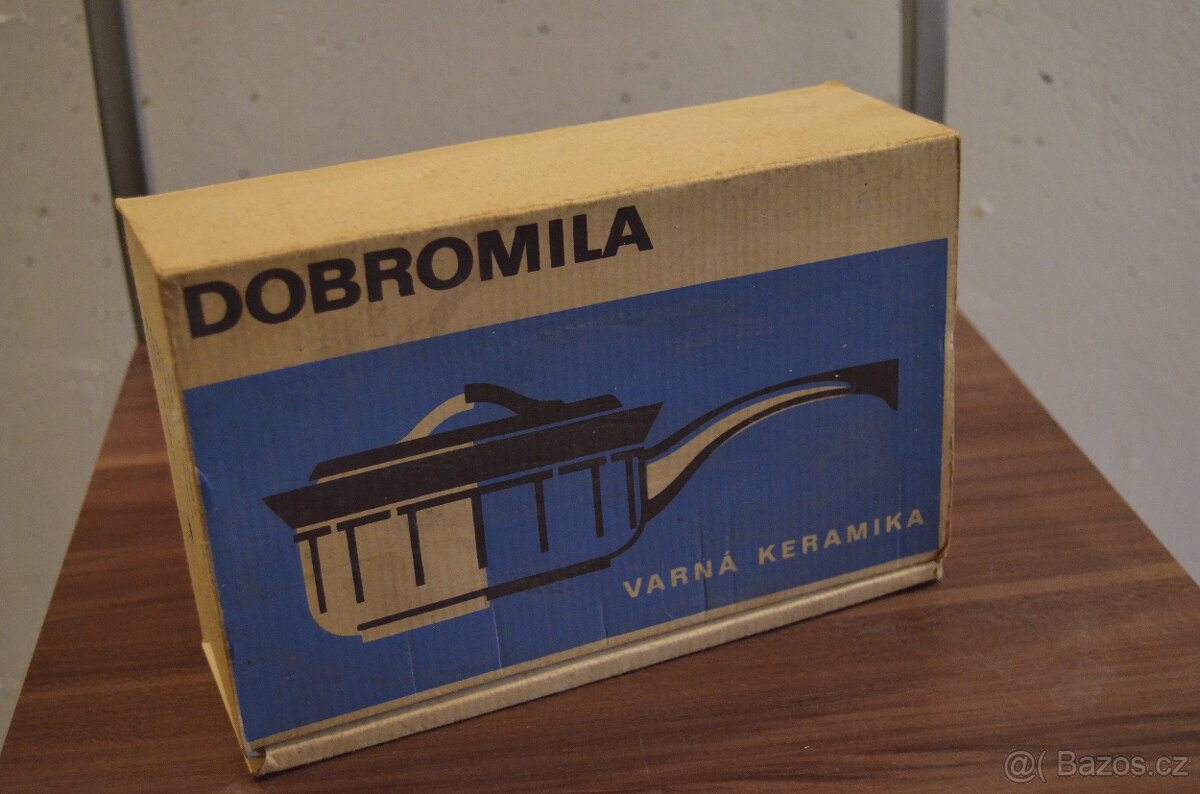 DOBROMILA
VARNÁ KERAMIKA
@( Bazos.cz